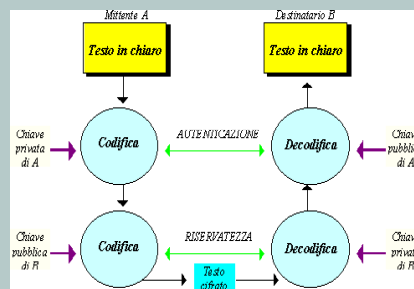 Mittente A
Destinatario B
Testo in chiaro
Testo in chiaro
Chiave
privata
di A
Codifica
AUTENTICAZIONE
Decodifica
Chiave
pubblica
di A
Chiave
pubblica
di B
Codifica
RISERVATEZZA
Decodifica
Chiave
privata
di B
Testo
cifrato